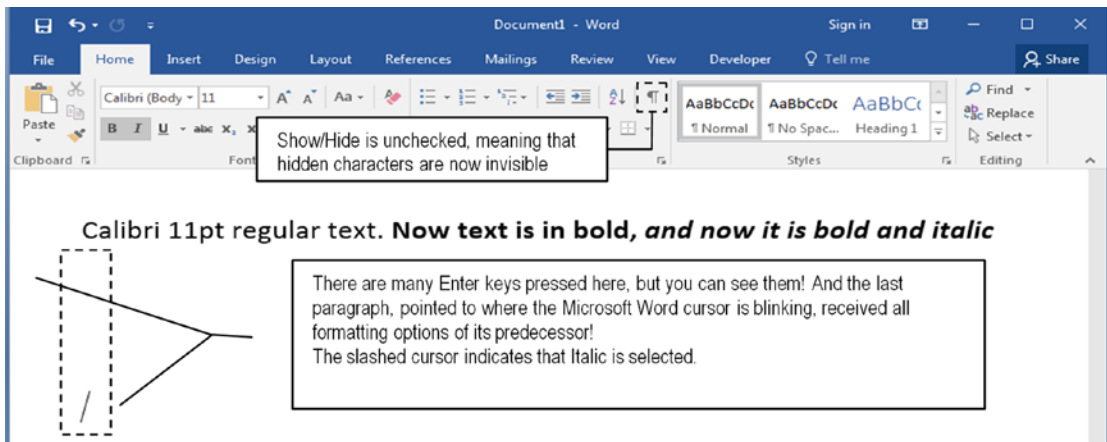 Document1 - Word
Sign in
File Home Insert Design Layout References Mailings Review View Developer Tell me Share
Calibri (Body 11 A A Aa
Paste
B I U abc x₂ x
AaBbCcDc AaBbCcDc AaBbCc
¶ Normal ¶ No Spac... Heading 1
Find
Replace
Select
Clipboard Font Styles Editing
Show/Hide is unchecked, meaning that
hidden characters are now invisible
Calibri 11pt regular text. Now text is in bold, and now it is bold and italic
There are many Enter keys pressed here, but you can see them! And the last
paragraph, pointed to where the Microsoft Word cursor is blinking, received all
formatting options of its predecessor!
The slashed cursor indicates that Italic is selected.